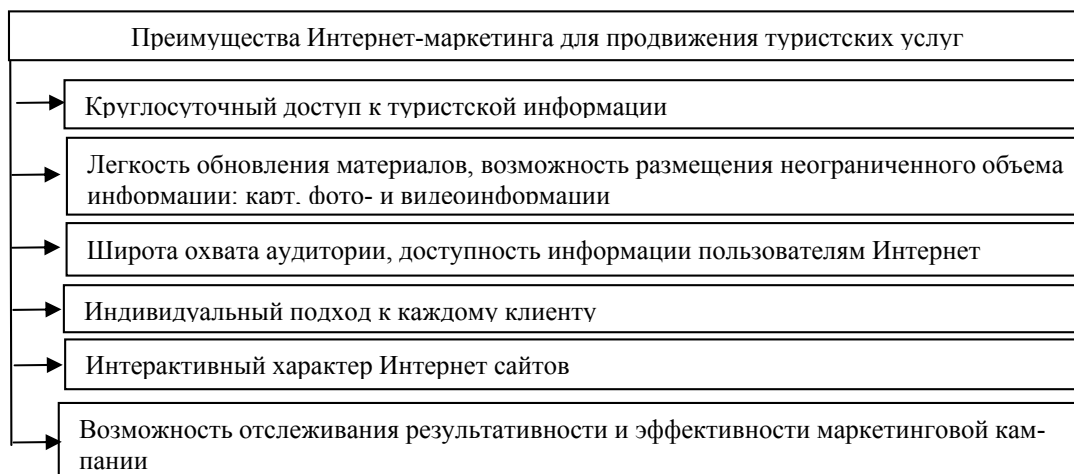 Преимущества Интернет-маркетинга для продвижения туристских услуг
Круглосуточный доступ к туристской информации
Легкость обновления материалов, возможность размещения неограниченного объема
информации: карт, фото- и видеоинформации
Широта охвата аудитории, доступность информации пользователям Интернет
Индивидуальный подход к каждому клиенту
Интерактивный характер Интернет сайтов
Возможность отслеживания результативности и эффективности маркетинговой кам-
пании